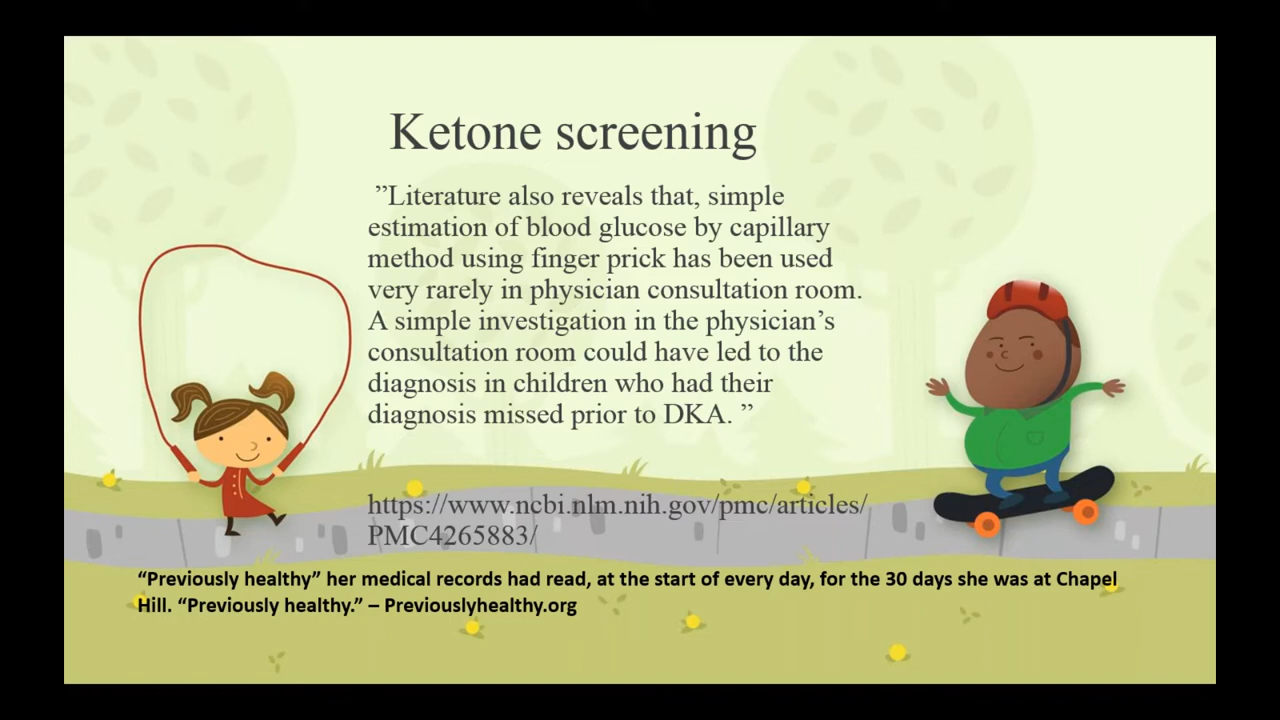 Ketone screening
”Literature also reveals that, simple
estimation of blood glucose by capillary
method using finger prick has been used
very rarely in physician consultation room.
A simple investigation in the physician’s
consultation room could have led to the
diagnosis in children who had their
diagnosis missed prior to DKA. ”
https://www.ncbi.nlm.nih.gov/pmc/articles/
PMC4265883/
“Previously healthy” her medical records had read, at the start of every day, for the 30 days she was at Chapel
Hill. “Previously healthy.” – Previouslyhealthy.org